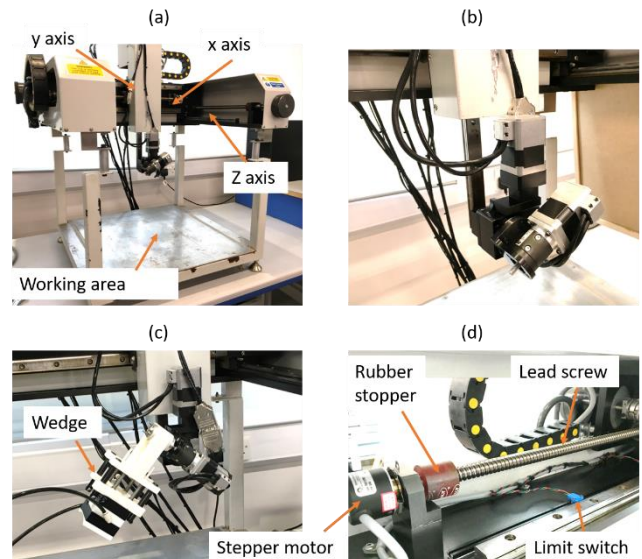 (a)
(b)
y axis
x axis
Z axis
Working area
(c)
(d)
Wedge
Rubber
stopper
Lead screw
Stepper motor
Limit switch